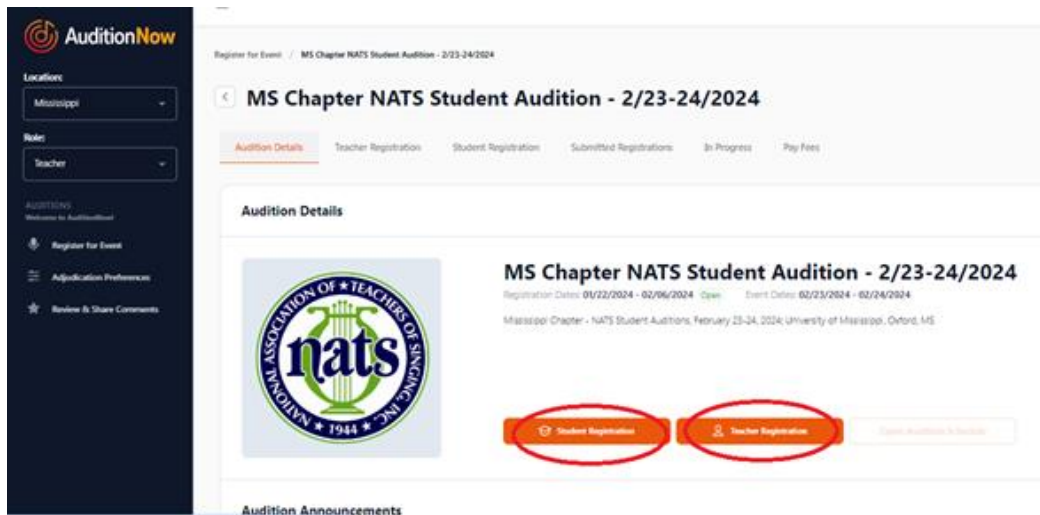 AuditionNow
Location:
Mississippi
Role:
Teacher
AUDITIONS
Welcome to AuditionNow!
Register for Event
Adjudication Preferences
Review & Share Comments
Register for Event / MS Chapter NATS Student Audition - 2/23-24/2024
MS Chapter NATS Student Audition - 2/23-24/2024
Audition Details Teacher Registration Student Registration Submitted Registrations In Progress Pay Fees
Audition Details
NATIONAL ASSOCIATION OF TEACHERS OF SINGING, INC.
nats
1944
MS Chapter NATS Student Audition - 2/23-24/2024
Registration Dates: 01/22/2024 - 02/06/2024 Open Event Dates: 02/23/2024 - 02/24/2024
Mississippi Chapter - NATS Student Auditions, February 23-24, 2024; University of Mississippi, Oxford, MS
Student Registration Teacher Registration
Audition Announcements